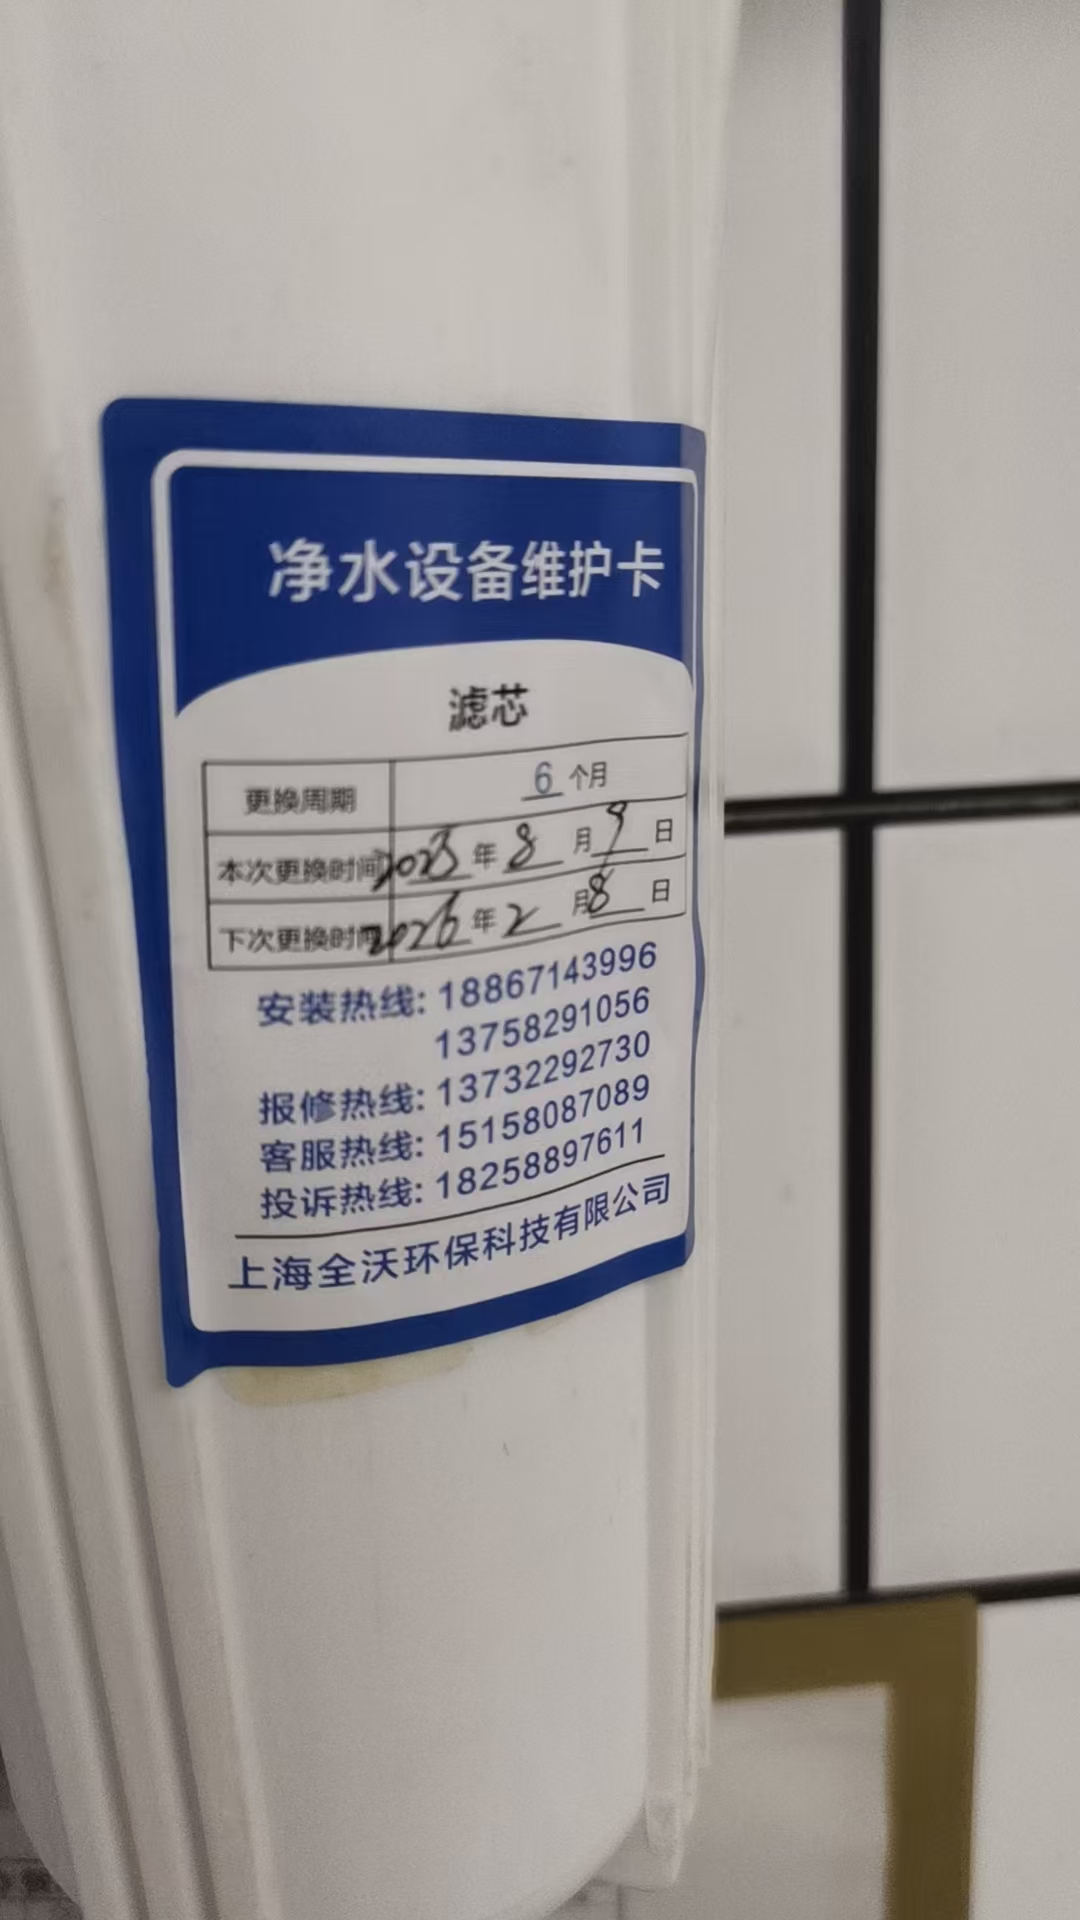 净水设备维护卡
滤芯
更换周期 6 个月
本次更换时间 2025 年 8 月 9 日
下次更换时间 2026 年 2 月 8 日
安装热线: 18867143996
13758291056
报修热线: 13732292730
客服热线: 15158087089
投诉热线: 18258897611
上海全沃环保科技有限公司